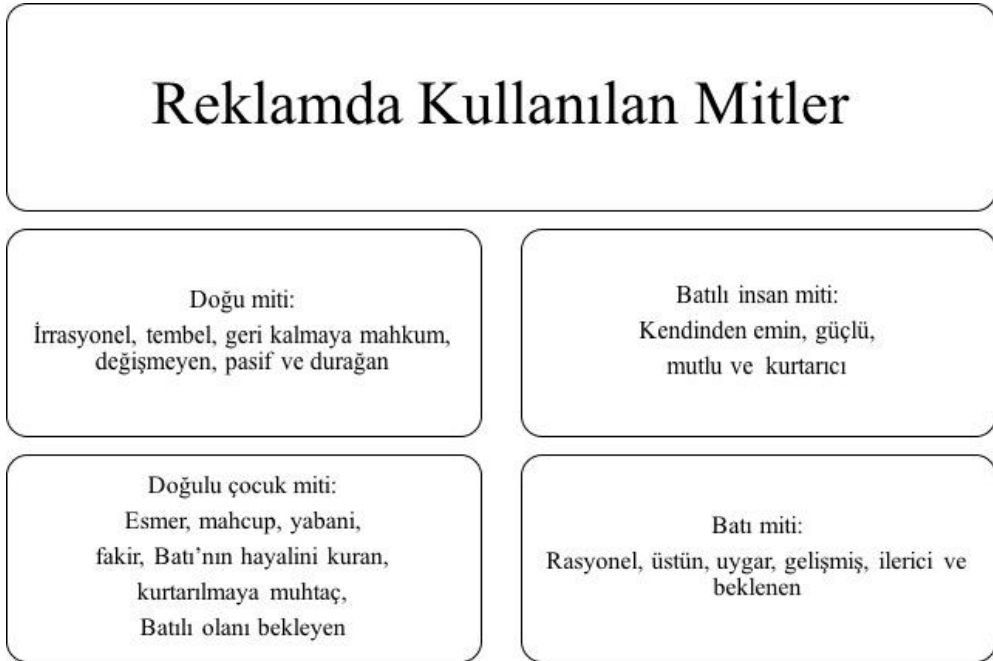 Reklamda Kullanılan Mitler
Doğu miti:
İrrasyonel, tembel, geri kalmaya mahkum,
değişmeyen, pasif ve durağan
Batılı insan miti:
Kendinden emin, güçlü,
mutlu ve kurtarıcı
Doğulu çocuk miti:
Esmer, mahcup, yabani,
fakir, Batı’nın hayalini kuran,
kurtarılmaya muhtaç,
Batılı olanı bekleyen
Batı miti:
Rasyonel, üstün, uygar, gelişmiş, ilerici ve
beklenen